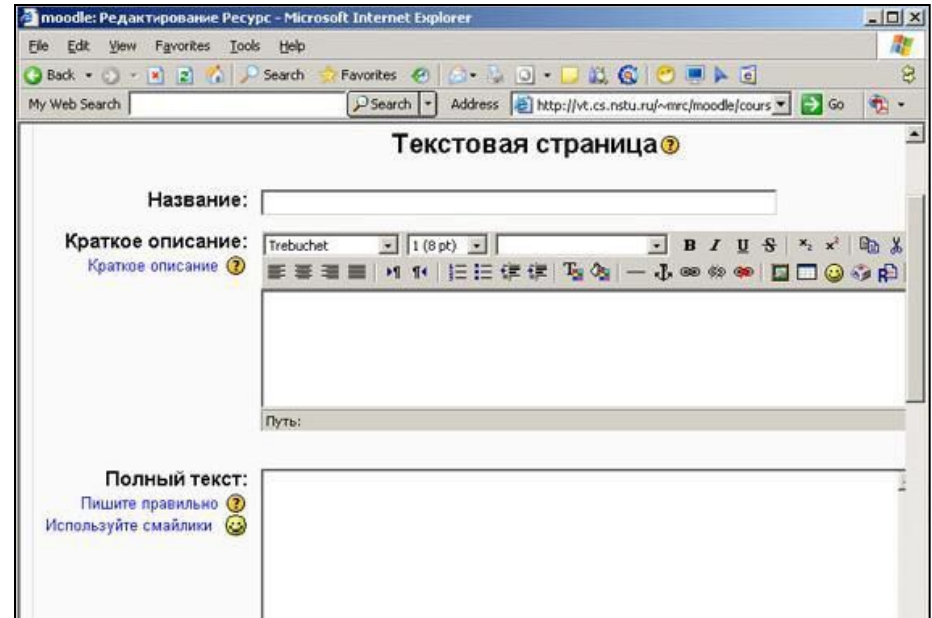 moodle: Редактирование Ресурс - Microsoft Internet Explorer
File Edit View Favorites Tools Help
Back Search Favorites
My Web Search Search Address http://vt.cs.nstu.ru/~mrc/moodle/cours Go
Текстовая страница
Название:
Краткое описание: Trebuchet 1 (8 pt) B I U S
Краткое описание
Путь:
Полный текст:
Пишите правильно
Используйте смайлики